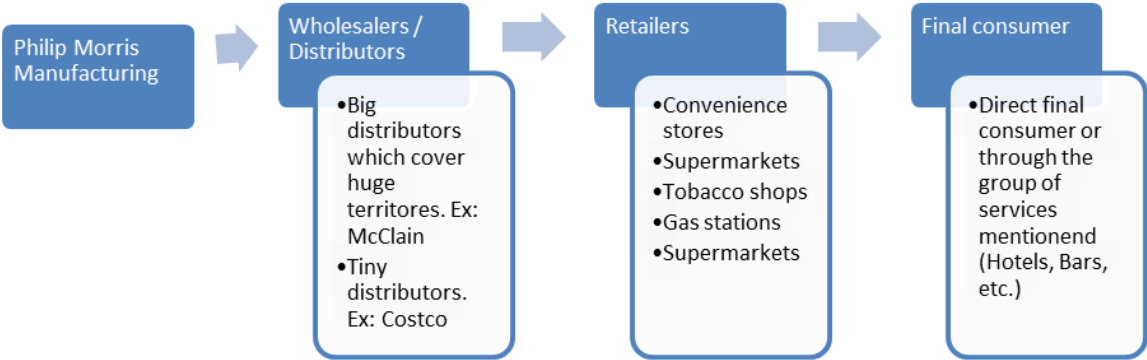 Philip Morris
Manufacturing
Wholesalers /
Distributors
•Big
distributors
which cover
huge
territores. Ex:
McClain
•Tiny
distributors.
Ex: Costco
Retailers
•Convenience
stores
•Supermarkets
•Tobacco shops
•Gas stations
•Supermarkets
Final consumer
•Direct final
consumer or
through the
group of
services
mentionend
(Hotels, Bars,
etc.)